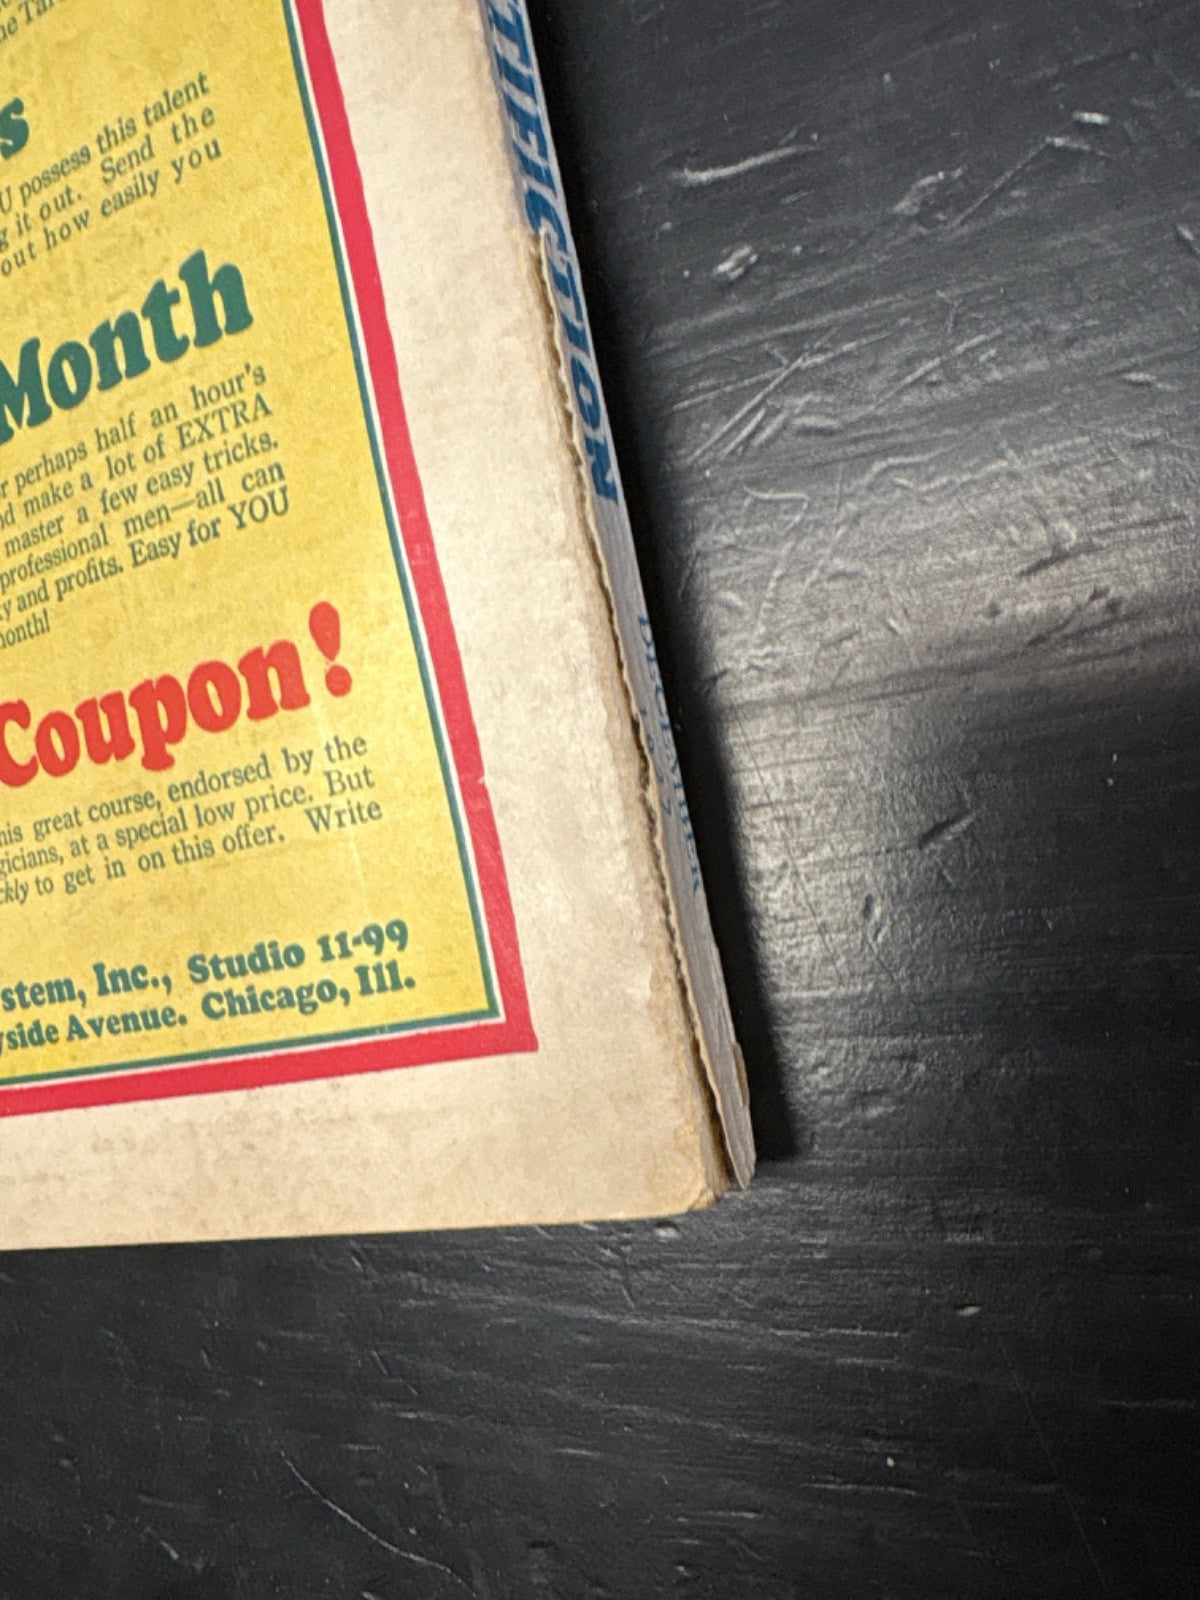 s
U possess this talent
it out. Send the
out how easily you
Month
perhaps half an hour's
make a lot of EXTRA
master a few easy tricks.
professional men—all can
y and profits. Easy for YOU
month!
Coupon!
his great course, endorsed by the
gicians, at a special low price. But
ckly to get in on this offer. Write
stem, Inc., Studio 11-99
yside Avenue. Chicago, Ill.
TIFICTION
DECEMBER